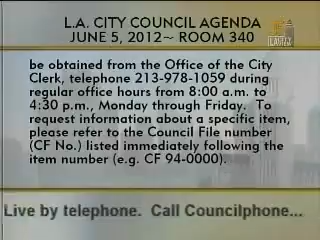 L.A. CITY COUNCIL AGENDA
JUNE 5, 2012~ ROOM 340
be obtained from the Office of the City
Clerk, telephone 213-978-1059 during
regular office hours from 8:00 a.m. to
4:30 p.m., Monday through Friday.  To
request information about a specific item,
please refer to the Council File number
(CF No.) listed immediately following the
item number (e.g. CF 94-0000).
Live by telephone.  Call Councilphone...